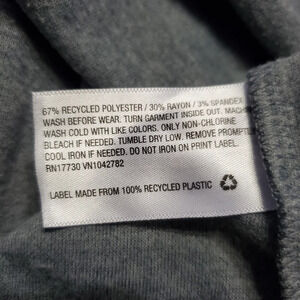 67% RECYCLED POLYESTER / 30% RAYON / 3% SPANDEX
WASH BEFORE WEAR. TURN GARMENT INSIDE OUT. MACHIN
WASH COLD WITH LIKE COLORS. ONLY NON-CHLORINE
BLEACH IF NEEDED. TUMBLE DRY LOW. REMOVE PROMPTL
COOL IRON IF NEEDED. DO NOT IRON ON PRINT LABEL.
RN17730 VN1042782
LABEL MADE FROM 100% RECYCLED PLASTIC